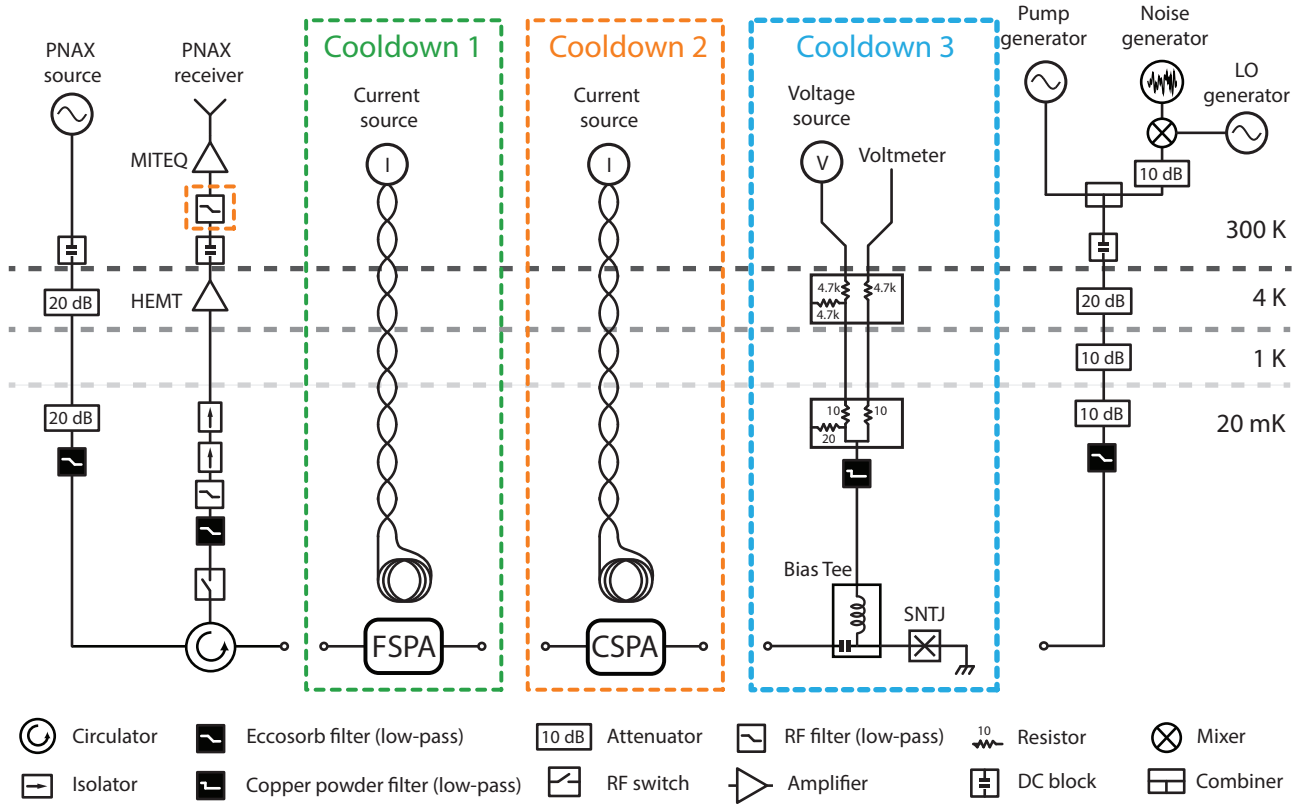 PNAX
source
PNAX
receiver
MITEQ
HEMT
20 dB
20 dB
Cooldown 1
Current
source
I
FSPA
Cooldown 2
Current
source
I
CSPA
Cooldown 3
Voltage
source
V
Voltmeter
4.7k
4.7k
4.7k
10
10
20
Bias Tee
SNTJ
Pump
generator
Noise
generator
LO
generator
10 dB
300 K
20 dB
4 K
10 dB
1 K
10 dB
20 mK
Circulator
Eccosorb filter (low-pass)
10 dB
Attenuator
RF filter (low-pass)
10
Resistor
Mixer
Isolator
Copper powder filter (low-pass)
RF switch
Amplifier
DC block
Combiner